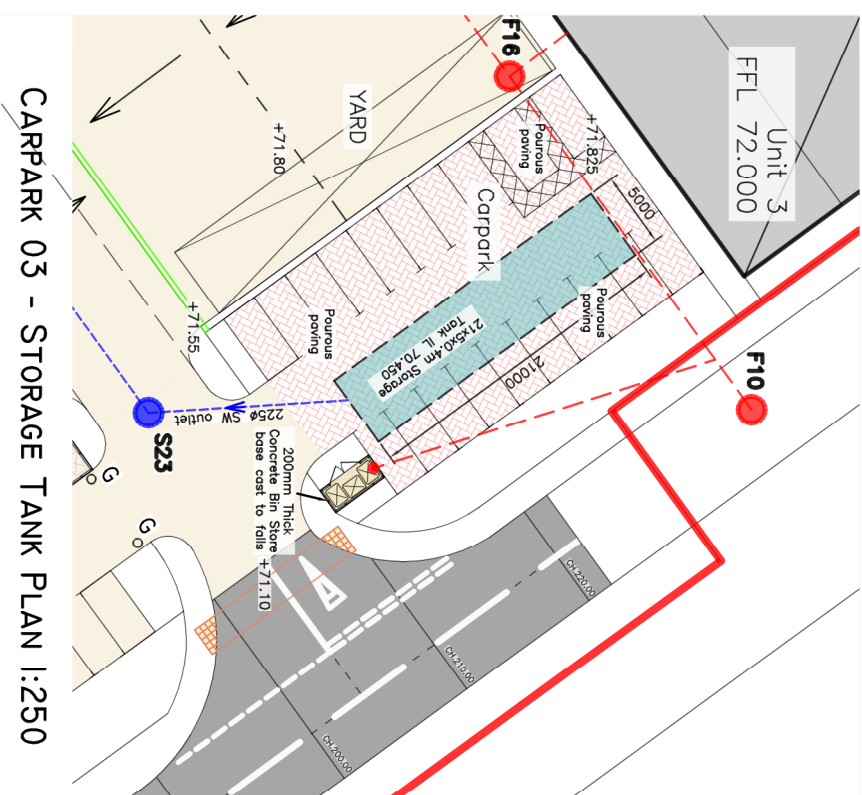 Unit 3
FFL 72.000
F16
F10
+71.825
YARD
+71.80
Pourous
paving
5000
Carpark
Pourous
paving
Pourous
paving
21x5x0.4m Storage
Tank IL 70.450
21000
+71.55
225ø SW outlet
S23
200mm Thick
Concrete Bin Store
base cast to falls
+71.10
G
G
CH.220.00
CH.210.00
CH.200.00
CARPARK 03 - STORAGE TANK PLAN 1:250